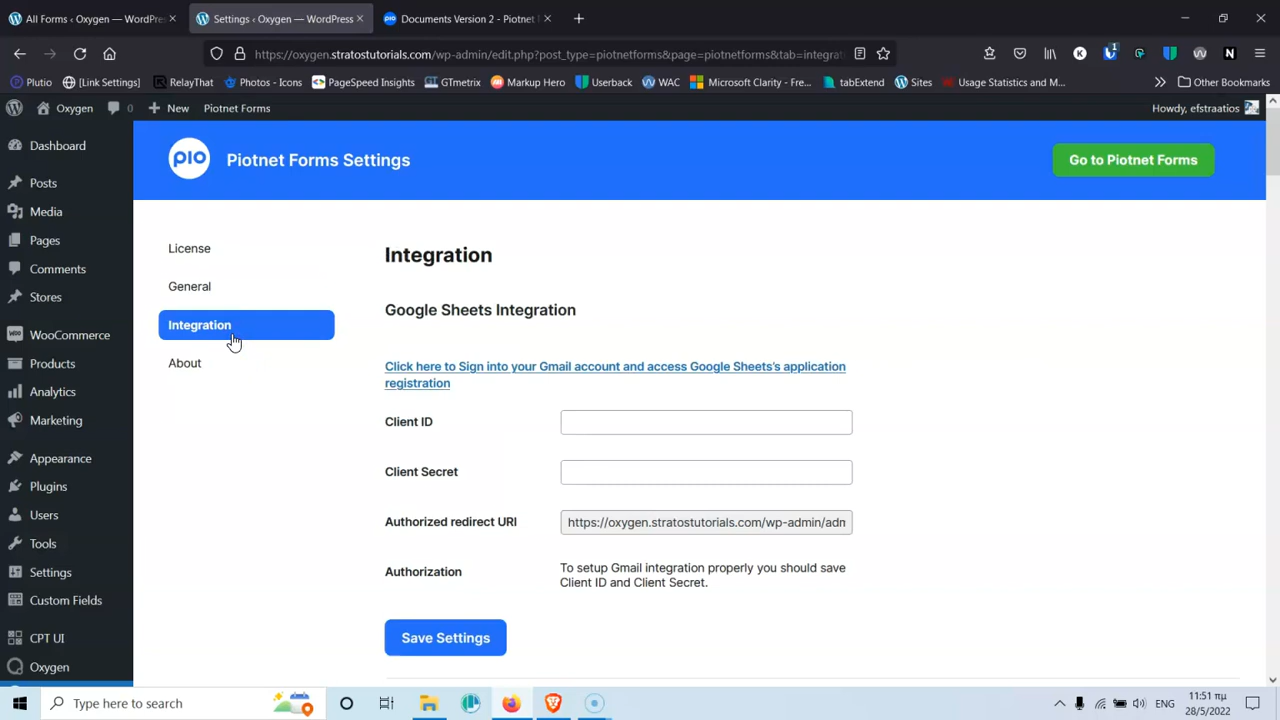 All Forms ‹ Oxygen — WordPres
Settings ‹ Oxygen — WordPress
pio Documents Version 2 - Piotnet
https://oxygen.stratostutorials.com/wp-admin/edit.php?post_type=piotnetforms&page=piotnetforms&tab=integrat
K
1
N
Plutio
[Link Settings]
RelayThat
Photos - Icons
PageSpeed Insights
GTmetrix
Markup Hero
Userback
WAC
Microsoft Clarity - Fre...
tabExtend
Sites
Usage Statistics and M...
Other Bookmarks
Oxygen
0
New
Piotnet Forms
Howdy, efstraatios
Dashboard
Posts
Media
Pages
Comments
Stores
WooCommerce
Products
Analytics
Marketing
Appearance
Plugins
Users
Tools
Settings
Custom Fields
CPT UI
Oxygen
pio
Piotnet Forms Settings
Go to Piotnet Forms
License
General
Integration
About
Integration
Google Sheets Integration
Click here to Sign into your Gmail account and access Google Sheets's application
registration
Client ID
Client Secret
Authorized redirect URI
https://oxygen.stratostutorials.com/wp-admin/adm
Authorization
To setup Gmail integration properly you should save
Client ID and Client Secret.
Save Settings
Type here to search
ENG
11:51 πμ
28/5/2022